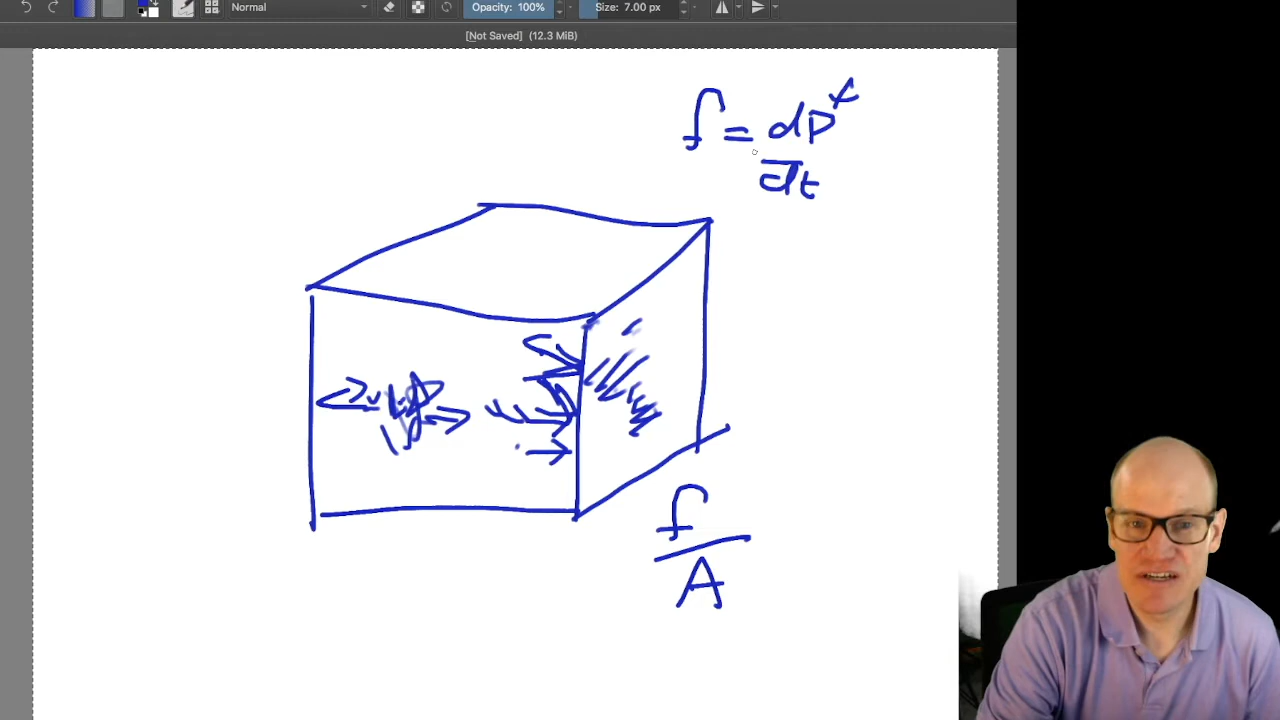 Normal
Opacity: 100%
Size: 7.00 px
[Not Saved] (12.3 MiB)
f = dp
dt
f
A